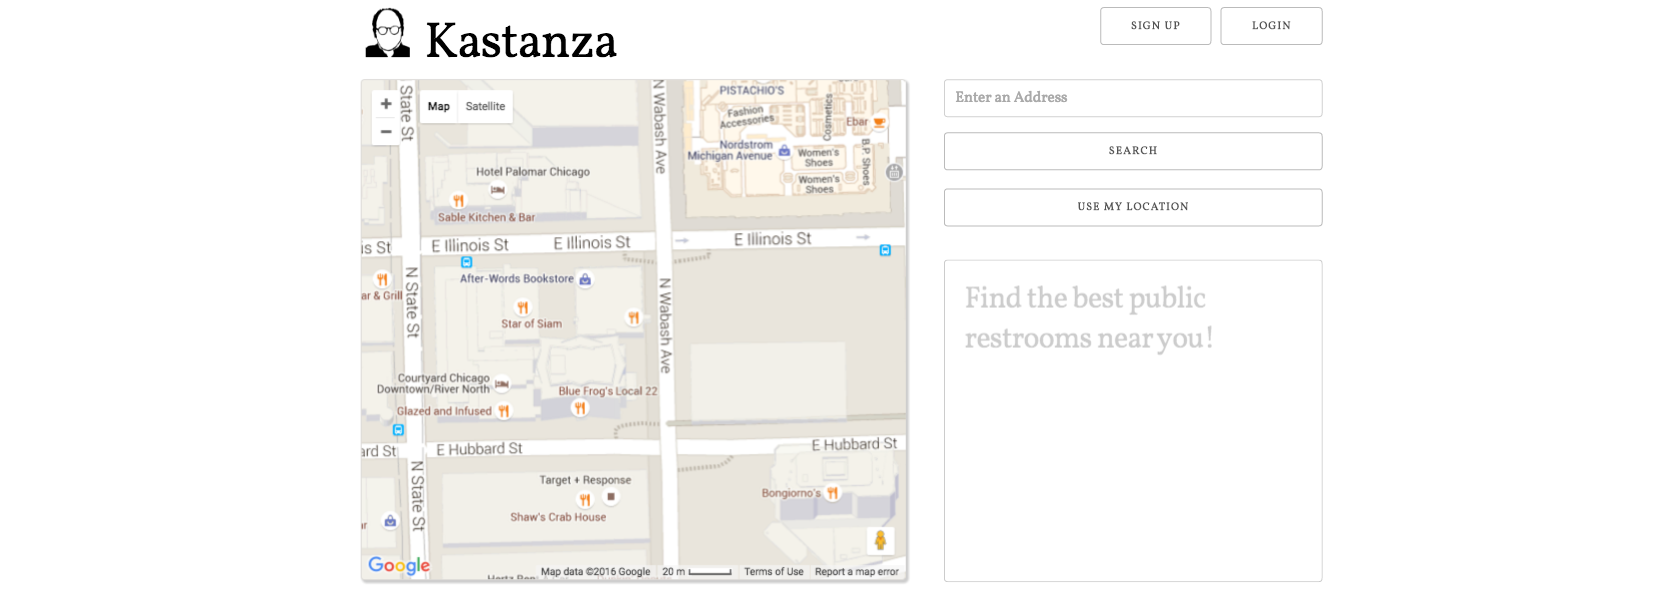 Kastanza
SIGN UP
LOGIN
Enter an Address
SEARCH
USE MY LOCATION
Find the best public
restrooms near you!
+
−
Map
Satellite
State St
N Wabash Ave
PISTACHIO'S
Fashion
Accessories
Cosmetics
Ebar
Nordstrom
Michigan Avenue
Women's
Shoes
B.P. Shoes
Women's
Shoes
Hotel Palomar Chicago
Sable Kitchen & Bar
is St
E Illinois St
E Illinois St
E Illinois St
N State St
After-Words Bookstore
N Wabash Ave
ar & Grill
Star of Siam
Courtyard Chicago
Downtown/River North
Blue Frog's Local 22
Glazed and Infused
ard St
E Hubbard St
E Hubbard St
N State St
Target + Response
Bongiorno's
Shaw's Crab House
Google
Map data ©2016 Google
20 m
Terms of Use
Report a map error